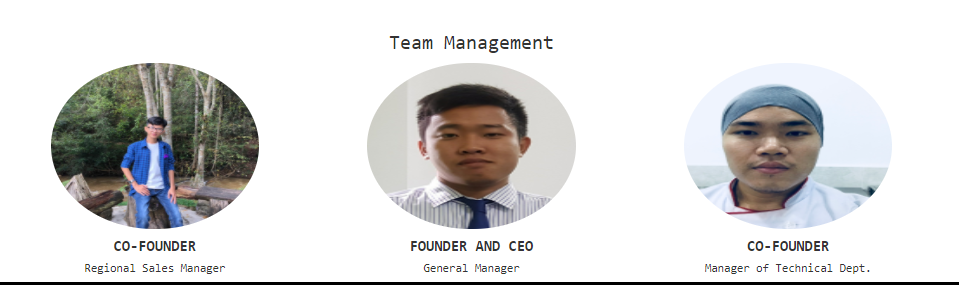 Team Management
CO-FOUNDER
Regional Sales Manager
FOUNDER AND CEO
General Manager
CO-FOUNDER
Manager of Technical Dept.